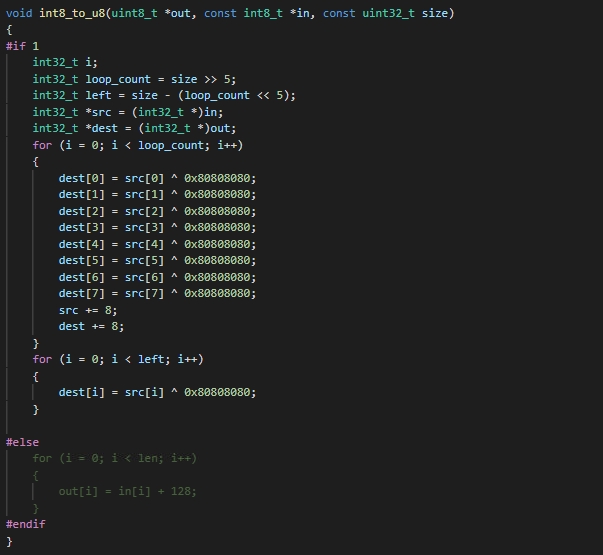 void int8_to_u8(uint8_t *out, const int8_t *in, const uint32_t size)
{
#if 1
    int32_t i;
    int32_t loop_count = size >> 5;
    int32_t left = size - (loop_count << 5);
    int32_t *src = (int32_t *)in;
    int32_t *dest = (int32_t *)out;
    for (i = 0; i < loop_count; i++)
    {
        dest[0] = src[0] ^ 0x80808080;
        dest[1] = src[1] ^ 0x80808080;
        dest[2] = src[2] ^ 0x80808080;
        dest[3] = src[3] ^ 0x80808080;
        dest[4] = src[4] ^ 0x80808080;
        dest[5] = src[5] ^ 0x80808080;
        dest[6] = src[6] ^ 0x80808080;
        dest[7] = src[7] ^ 0x80808080;
        src += 8;
        dest += 8;
    }
    for (i = 0; i < left; i++)
    {
        dest[i] = src[i] ^ 0x80808080;
    }

#else
    for (i = 0; i < len; i++)
    {
        out[i] = in[i] + 128;
    }
#endif
}